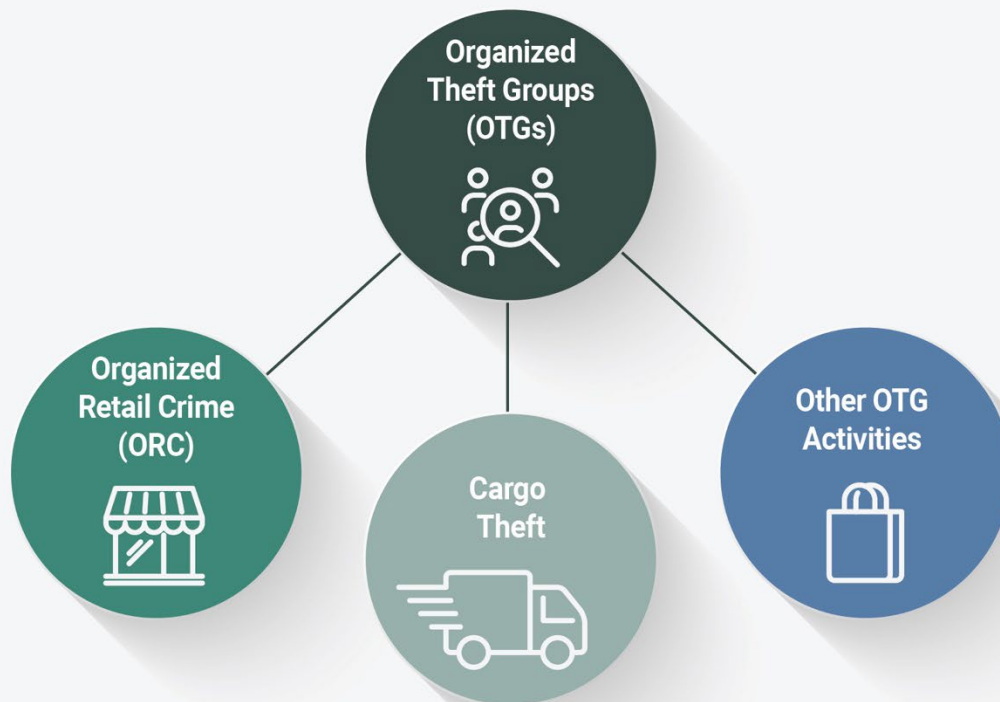 Organized
Theft Groups
(OTGs)
Organized
Retail Crime
(ORC)
Cargo
Theft
Other OTG
Activities